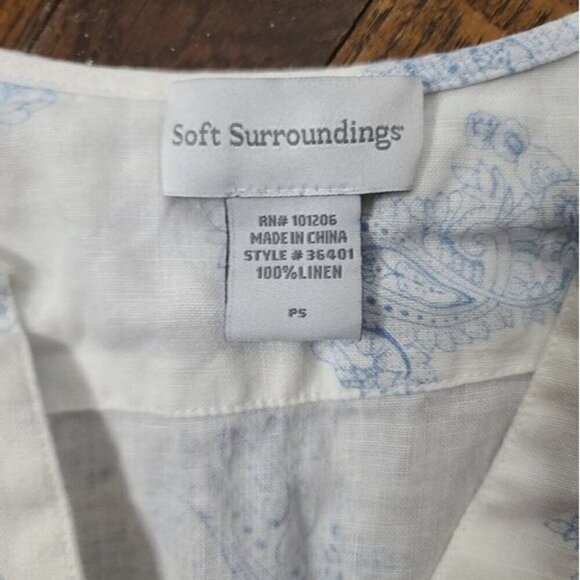 Soft Surroundings®
RN# 101206
MADE IN CHINA
STYLE # 36401
100% LINEN
PS